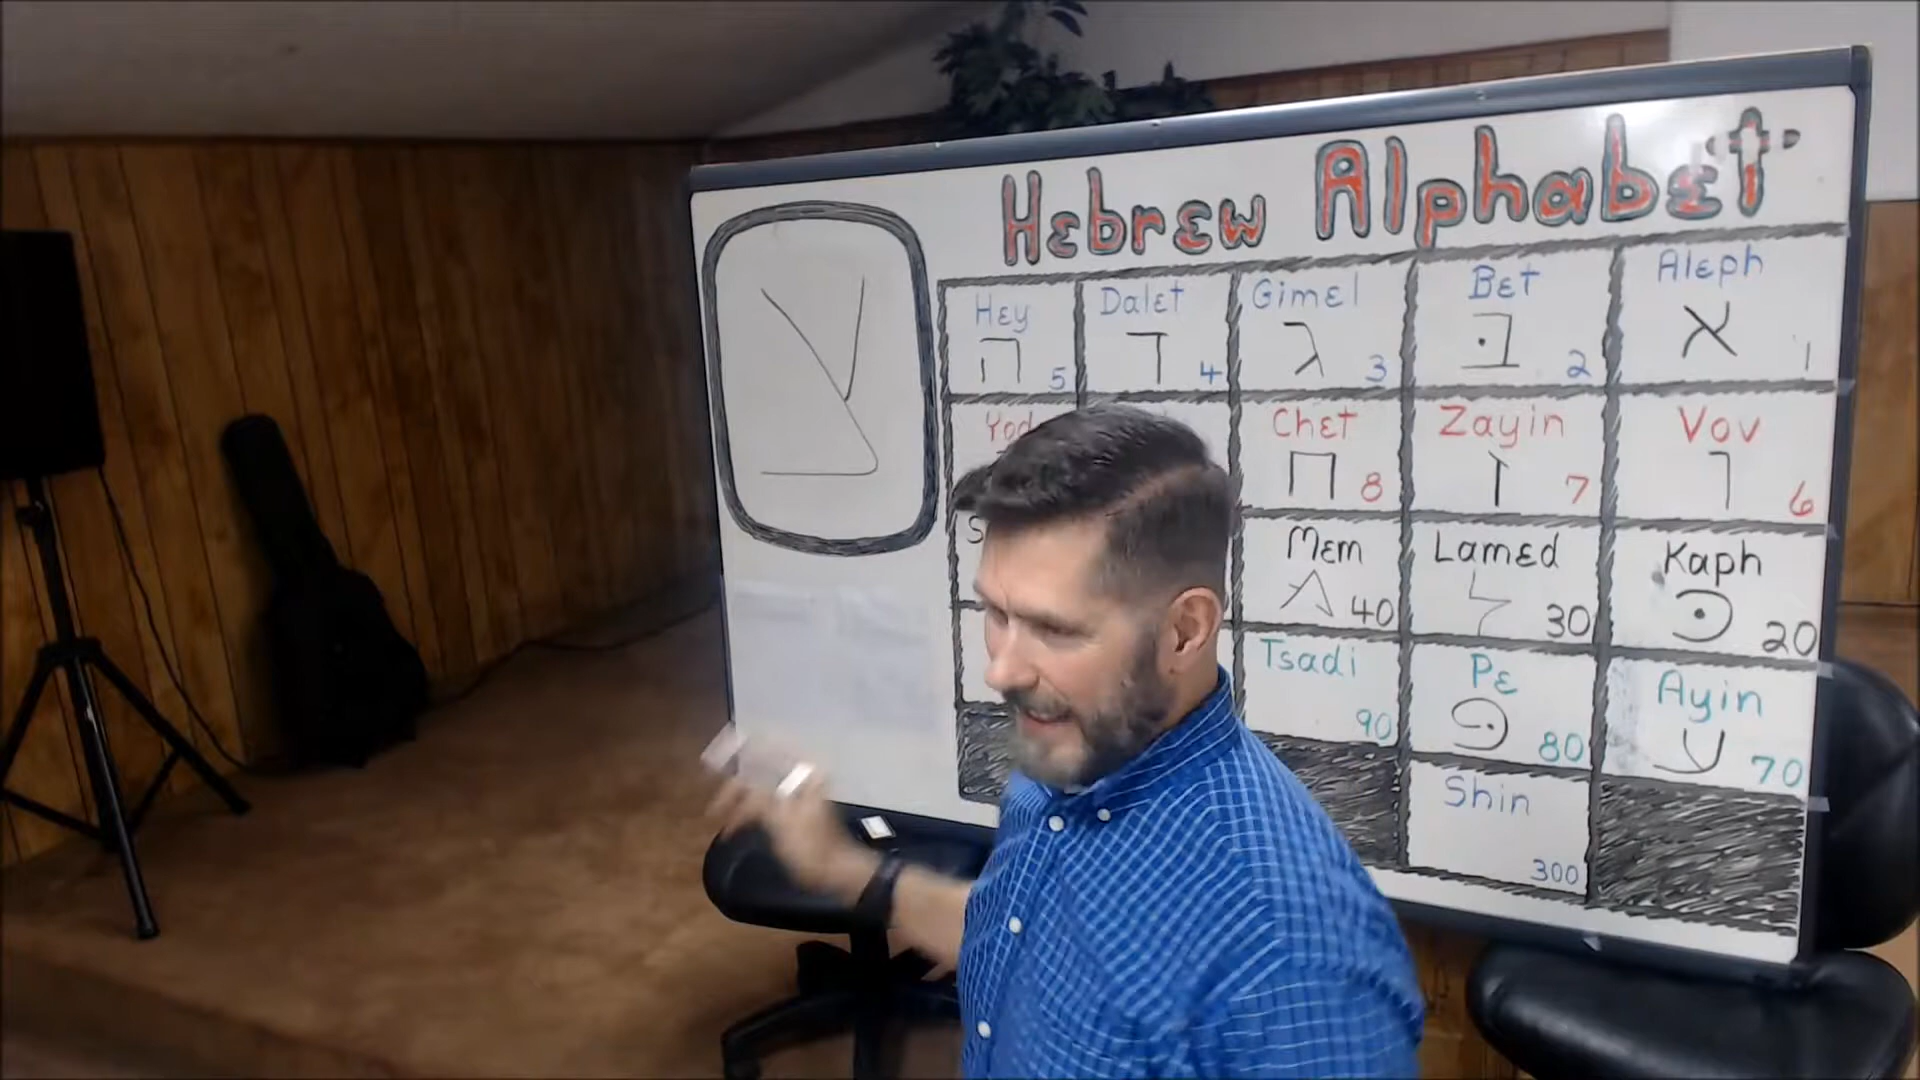 Hebrew Alphabet
צ
Hey Dalet Gimel Bet Aleph
ה 5 ד 4 ג 3 בּ 2 א 1
Yod Chet Zayin Vov
ח 8 ז 7 ו 6
Mem Lamed Kaph
מ 40 ל 30 כּ 20
Tsadi Pe Ayin
90 פּ 80 ע 70
Shin
300